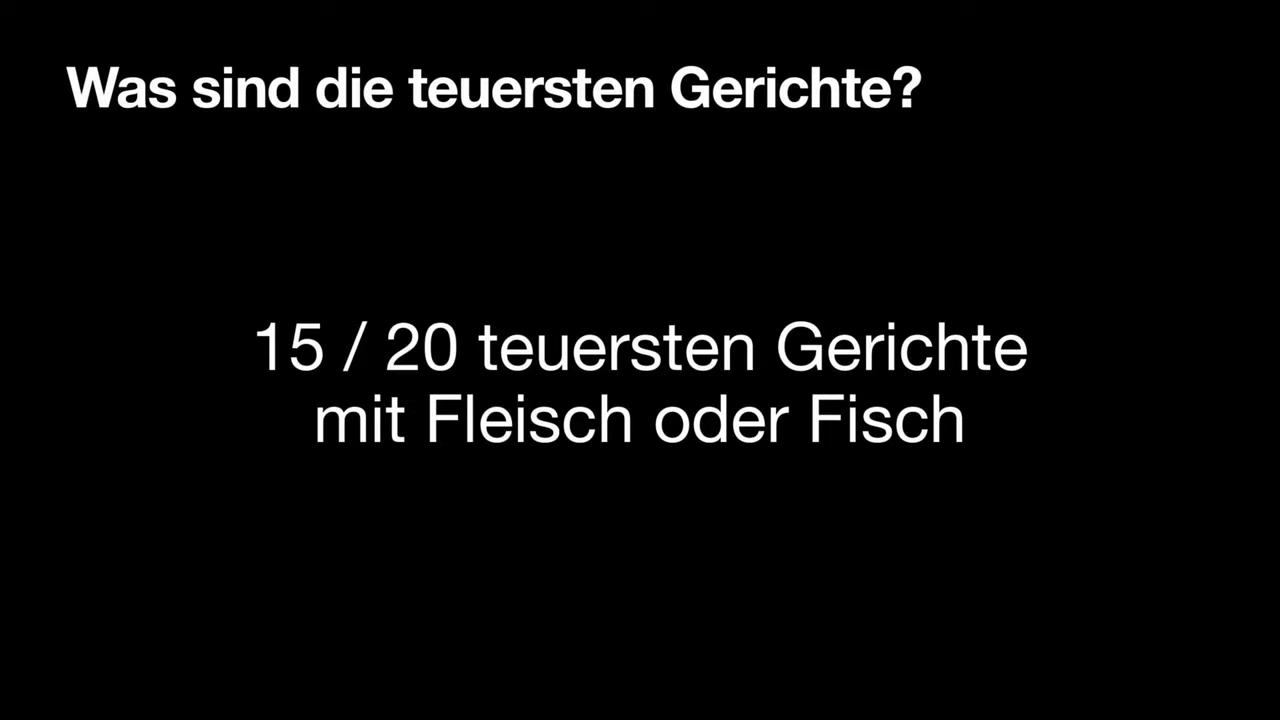 Was sind die teuersten Gerichte?
15 / 20 teuersten Gerichte
mit Fleisch oder Fisch